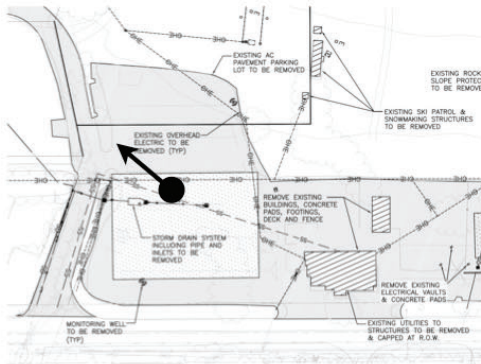 EXISTING AC
PAVEMENT PARKING
LOT TO BE REMOVED
EXISTING ROCK
SLOPE PROTEC
TO BE REMOVE
EXISTING SKI PATROL &
SNOWMAKING STRUCTURES
TO BE REMOVED
EXISTING OVERHEAD
ELECTRIC TO BE
REMOVED (TYP)
REMOVE EXISTING
BUILDINGS, CONCRETE
PADS, FOOTINGS,
DECK AND FENCE
STORM DRAIN SYSTEM
INCLUDING PIPE AND
INLETS TO BE
REMOVED
REMOVE EXISTING
ELECTRICAL VAULTS
& CONCRETE PADS
MONITORING WELL
TO BE REMOVED
(TYP)
EXISTING UTILITIES TO
STRUCTURES TO BE REMOVED
& CAPPED AT R.O.W.